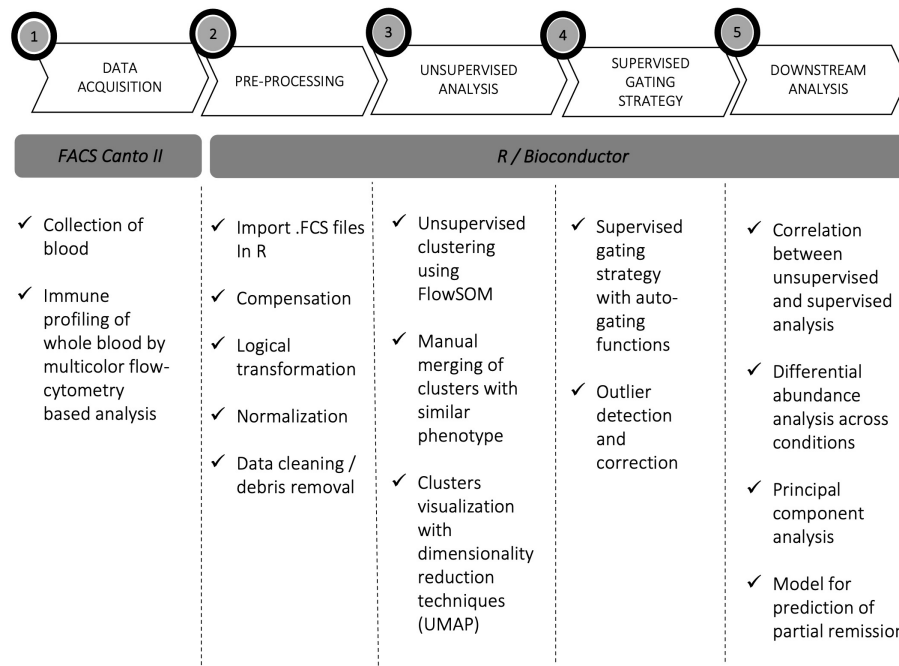 1
2
3
4
5
DATA
ACQUISITION
PRE-PROCESSING
UNSUPERVISED
ANALYSIS
SUPERVISED
GATING
STRATEGY
DOWNSTREAM
ANALYSIS
FACS Canto II
R / Bioconductor
✓ Collection of
blood
✓ Immune
profiling of
whole blood by
multicolor flow-
cytometry
based analysis
✓ Import .FCS files
In R
✓ Compensation
✓ Logical
transformation
✓ Normalization
✓ Data cleaning /
debris removal
✓ Unsupervised
clustering
using
FlowSOM
✓ Manual
merging of
clusters with
similar
phenotype
✓ Clusters
visualization
with
dimensionality
reduction
techniques
(UMAP)
✓ Supervised
gating
strategy
with auto-
gating
functions
✓ Outlier
detection
and
correction
✓ Correlation
between
unsupervised
and supervised
analysis
✓ Differential
abundance
analysis across
conditions
✓ Principal
component
analysis
✓ Model for
prediction of
partial remission